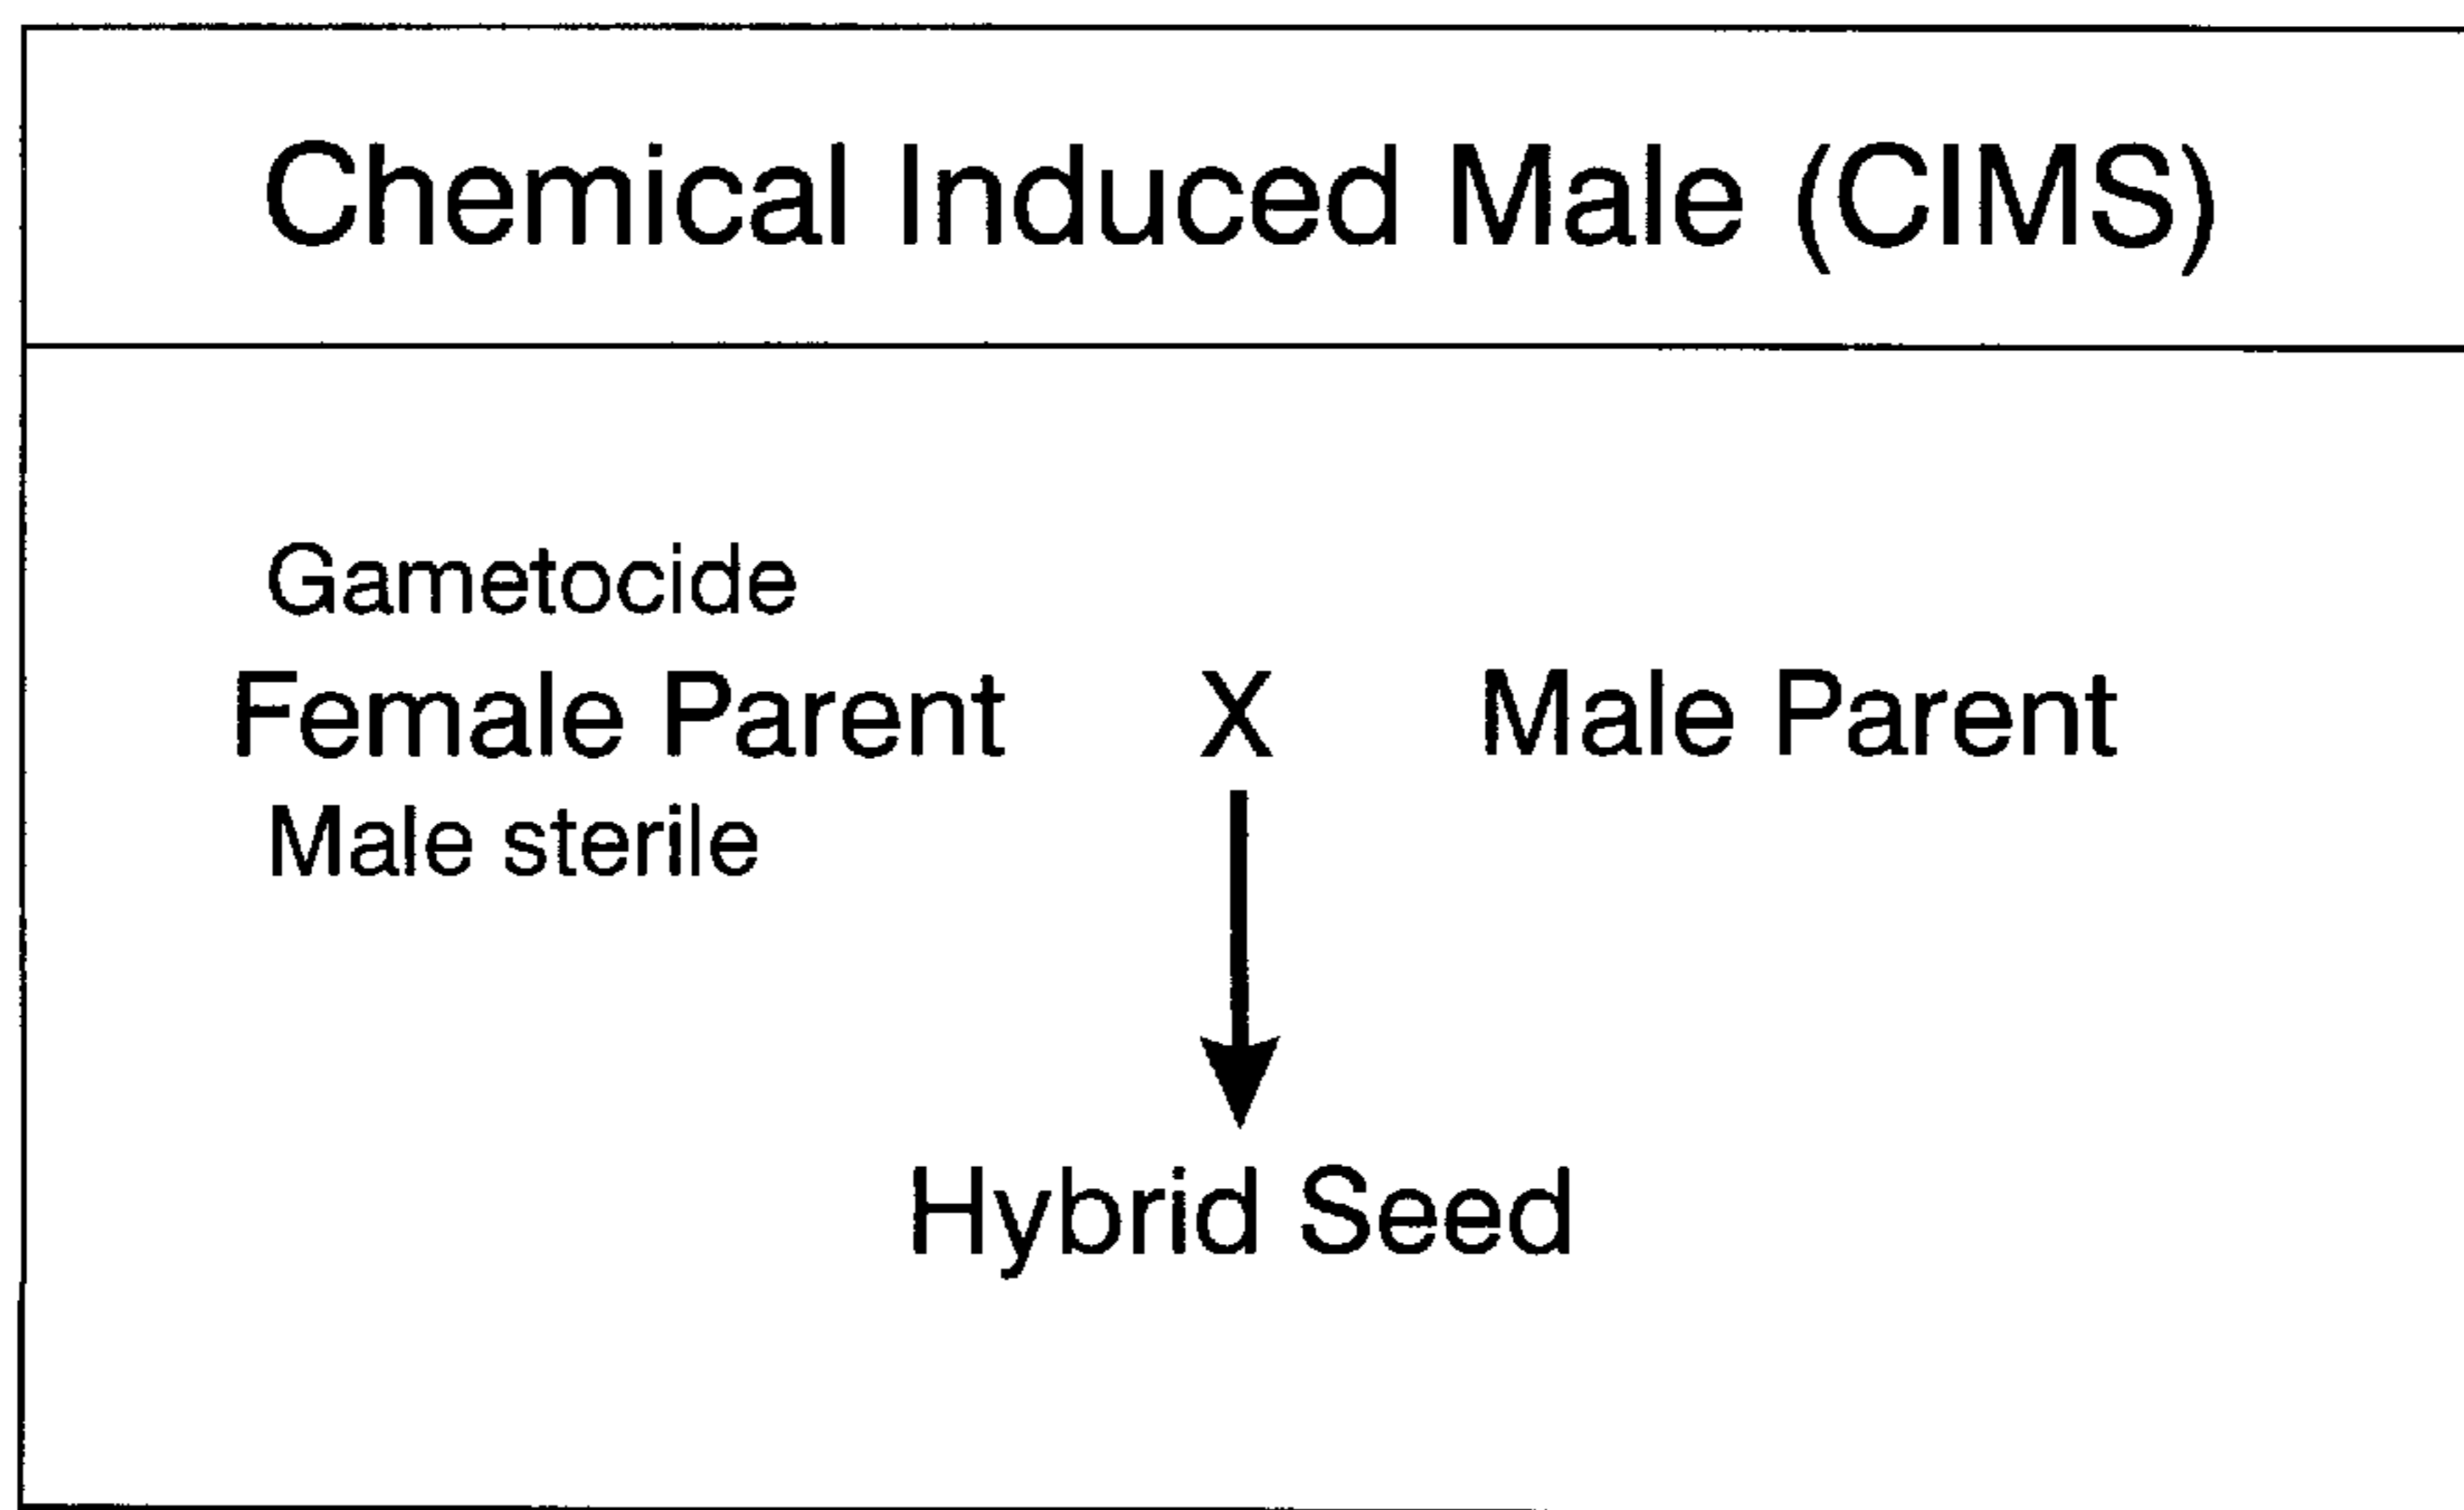 Chemical Induced Male (CIMS)
Gametocide
Female Parent X Male Parent
Male sterile
Hybrid Seed